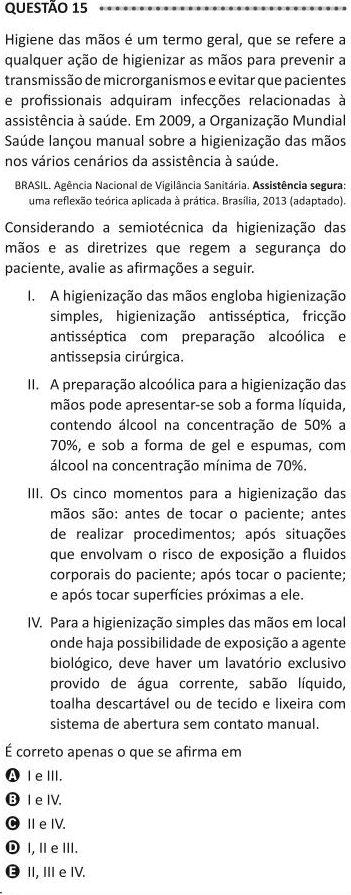 QUESTÃO 15
Higiene das mãos é um termo geral, que se refere a
qualquer ação de higienizar as mãos para prevenir a
transmissão de microrganismos e evitar que pacientes
e profissionais adquiram infecções relacionadas à
assistência à saúde. Em 2009, a Organização Mundial
Saúde lançou manual sobre a higienização das mãos
nos vários cenários da assistência à saúde.
BRASIL. Agência Nacional de Vigilância Sanitária. Assistência segura:
uma reflexão teórica aplicada à prática. Brasília, 2013 (adaptado).
Considerando a semiotécnica da higienização das
mãos e as diretrizes que regem a segurança do
paciente, avalie as afirmações a seguir.
I. A higienização das mãos engloba higienização
simples, higienização antisséptica, fricção
antisséptica com preparação alcoólica e
antissepsia cirúrgica.
II. A preparação alcoólica para a higienização das
mãos pode apresentar-se sob a forma líquida,
contendo álcool na concentração de 50% a
70%, e sob a forma de gel e espumas, com
álcool na concentração mínima de 70%.
III. Os cinco momentos para a higienização das
mãos são: antes de tocar o paciente; antes
de realizar procedimentos; após situações
que envolvam o risco de exposição a fluidos
corporais do paciente; após tocar o paciente;
e após tocar superfícies próximas a ele.
IV. Para a higienização simples das mãos em local
onde haja possibilidade de exposição a agente
biológico, deve haver um lavatório exclusivo
provido de água corrente, sabão líquido,
toalha descartável ou de tecido e lixeira com
sistema de abertura sem contato manual.
É correto apenas o que se afirma em
A I e III.
B I e IV.
C II e IV.
D I, II e III.
E II, III e IV.